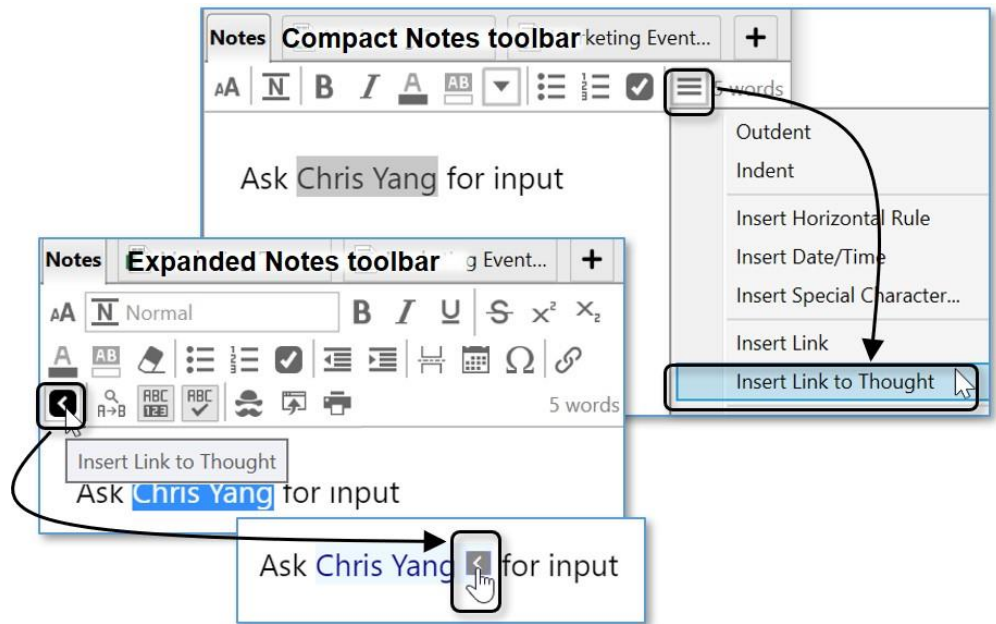 Notes Compact Notes toolbar keting Event... +
AA N B I A AB words
Outdent
Indent
Ask Chris Yang for input
Insert Horizontal Rule
Insert Date/Time
Insert Special Character...
Insert Link
Insert Link to Thought
Notes Expanded Notes toolbar g Event... +
AA N Normal B I U S x² x₂
A AB Ω
A→B ABC 123 ABC 5 words
Insert Link to Thought
Ask Chris Yang for input
Ask Chris Yang for input